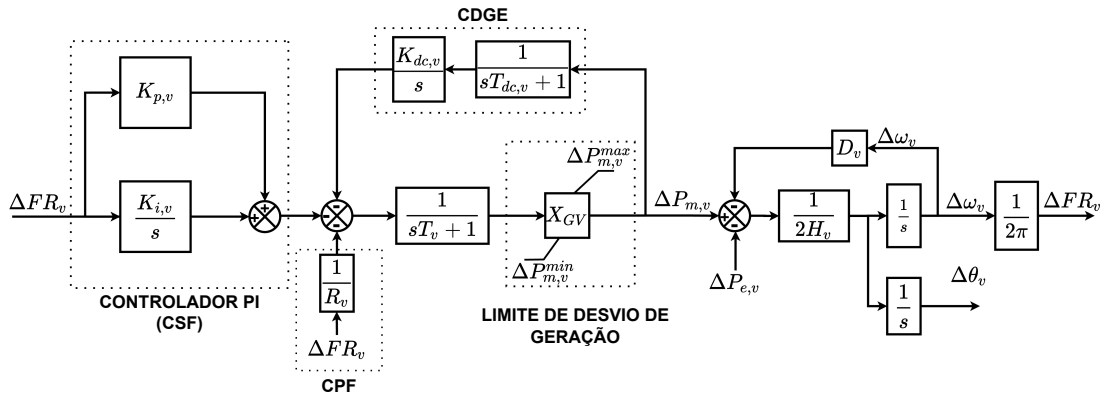 CDGE
K_{dc,v}
s
1
sT_{dc,v} + 1
K_{p,v}
ΔFR_v
K_{i,v}
s
+
+
CONTROLADOR PI
(CSF)
-
-
-
1
R_v
ΔFR_v
CPF
1
sT_v + 1
ΔP_{m,v}^{max}
X_{GV}
ΔP_{m,v}^{min}
LIMITE DE DESVIO DE
GERAÇÃO
ΔP_{m,v}
-
+
-
ΔP_{e,v}
D_v
Δω_v
1
2H_v
1
s
Δω_v
1
2π
ΔFR_v
1
s
Δθ_v